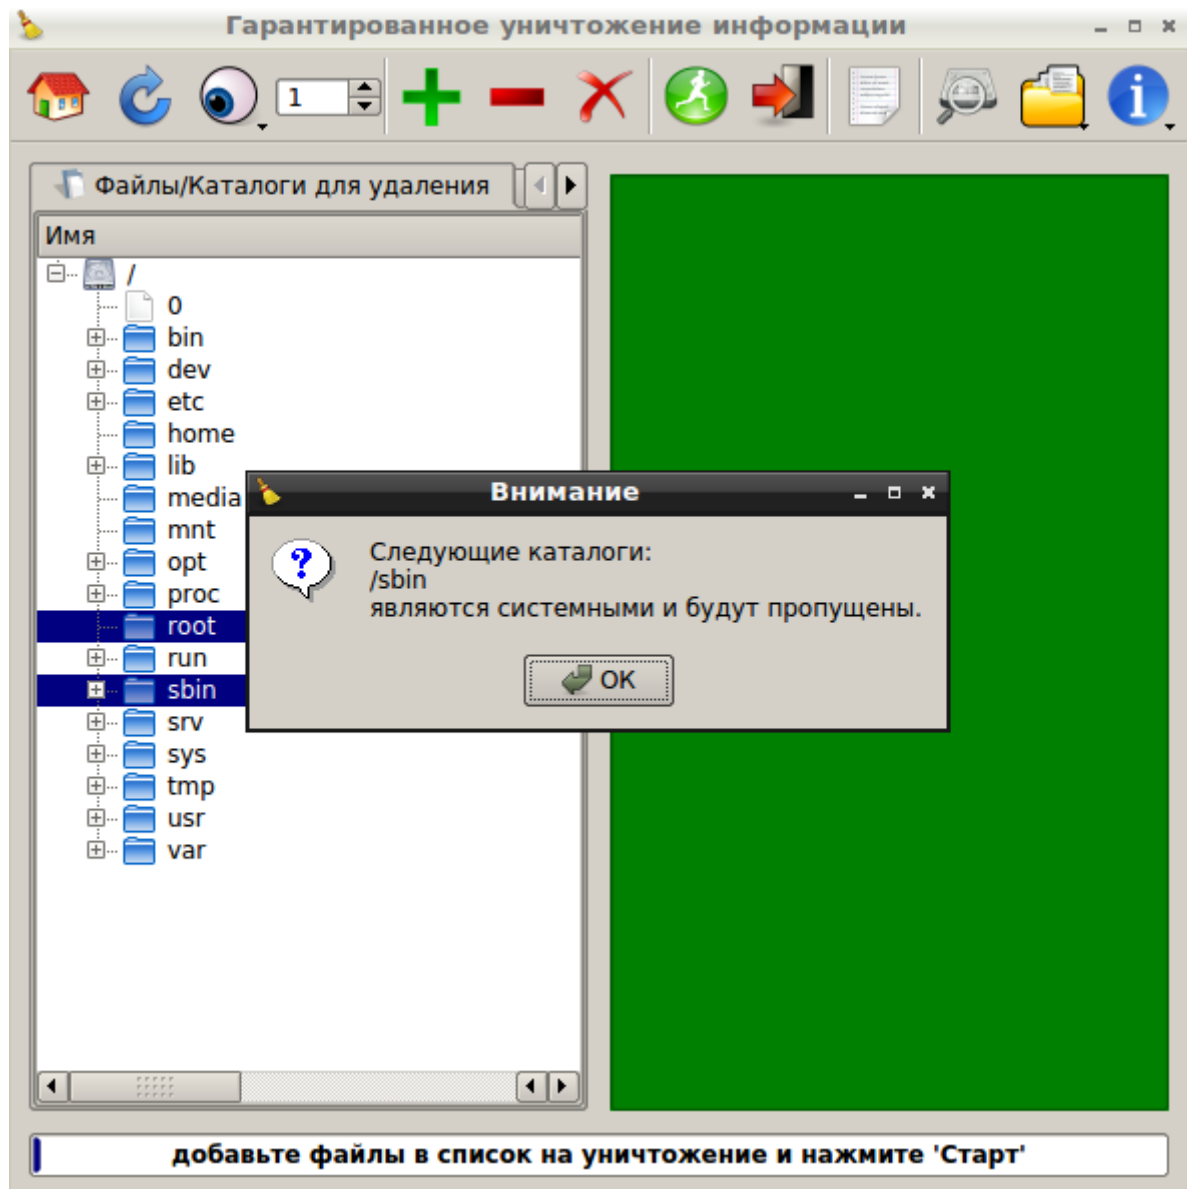 Гарантированное уничтожение информации
1
Файлы/Каталоги для удаления
Имя
/
0
bin
dev
etc
home
lib
media
mnt
opt
proc
root
run
sbin
srv
sys
tmp
usr
var
Внимание
Следующие каталоги:
/sbin
являются системными и будут пропущены.
OK
добавьте файлы в список на уничтожение и нажмите 'Старт'